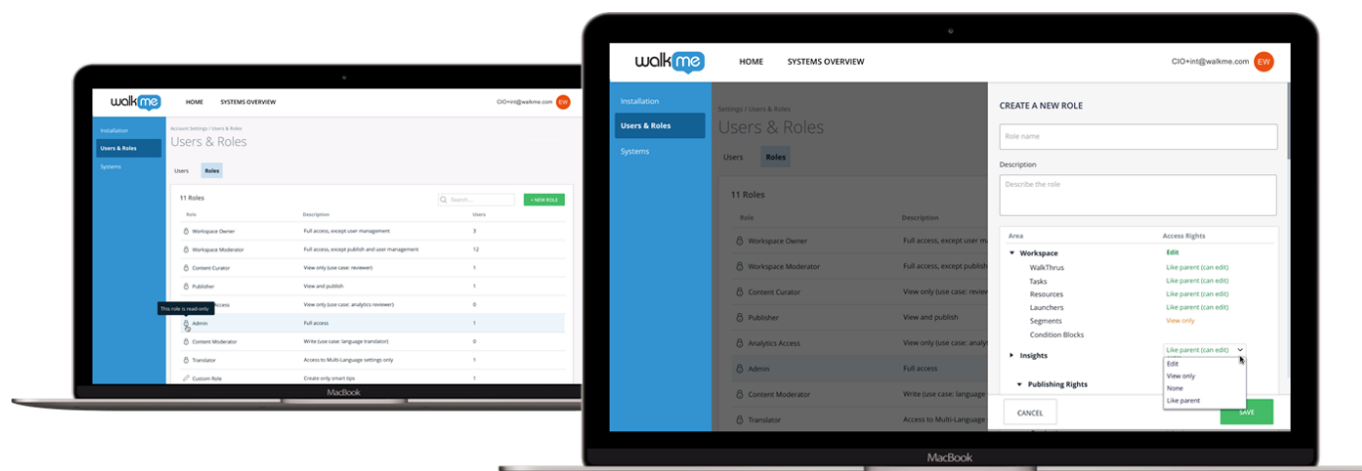 walkme HOME SYSTEMS OVERVIEW CIO+int@walkme.com EW
Installation
Users & Roles
Systems
Account Settings / Users & Roles
Users & Roles
Users Roles
11 Roles Search... + NEW ROLE
Role Description Users
Workspace Owner Full access, except user management 3
Workspace Moderator Full access, except publish and user management 12
Content Curator View only (use case: reviewer) 1
Publisher View and publish 1
This role is read-only
Access View only (use case: analytics reviewer) 0
Admin Full access 1
Content Moderator Write (use case: language translator) 0
Translator Access to Multi-Language settings only 1
Custom Role Create only smart tips 1
MacBook
walkme HOME SYSTEMS OVERVIEW CIO+int@walkme.com EW
Installation
Users & Roles
Systems
Settings / Users & Roles
Users & Roles
Users Roles
11 Roles
Role Description
Workspace Owner Full access, except user m
Workspace Moderator Full access, except publish
Content Curator View only (use case: review
Publisher View and publish
Analytics Access View only (use case: analyt
Admin Full access
Content Moderator Write (use case: language
Translator Access to Multi-Language
CREATE A NEW ROLE
Role name
Description
Describe the role
Area Access Rights
Workspace Edit
WalkThrus Like parent (can edit)
Tasks Like parent (can edit)
Resources Like parent (can edit)
Launchers Like parent (can edit)
Segments View only
Condition Blocks
Insights Like parent (can edit)
Edit
View only
Publishing Rights None
Like parent
CANCEL SAVE
MacBook